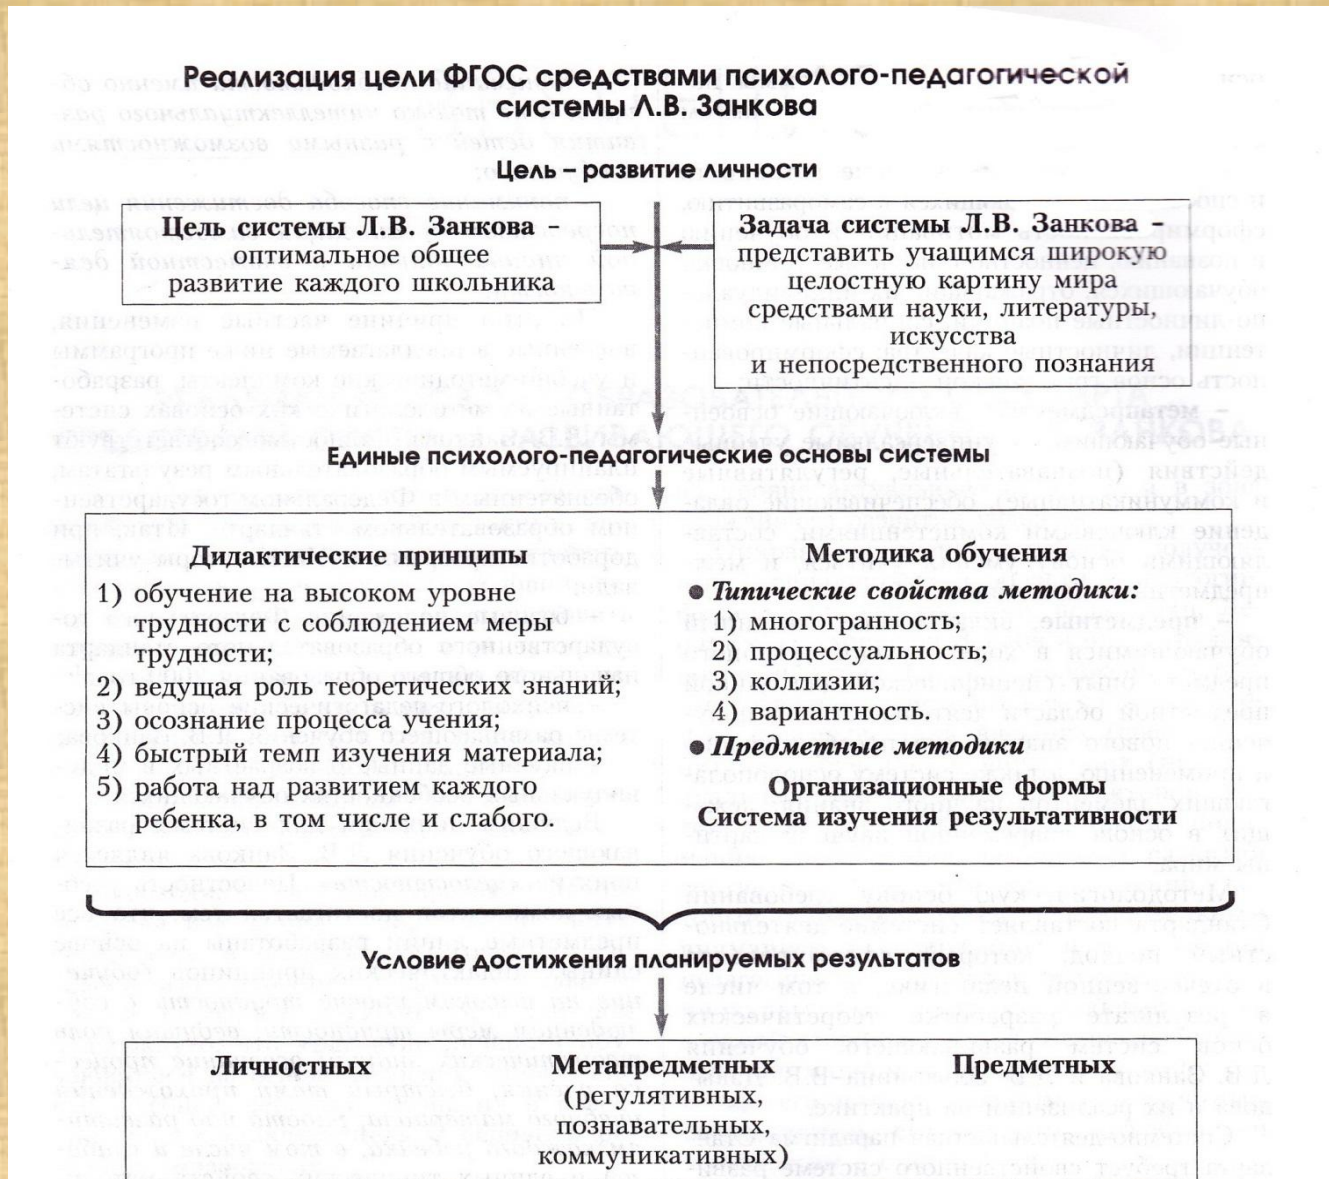 Реализация цели ФГОС средствами психолого-педагогической
системы Л.В. Занкова
Цель – развитие личности
Цель системы Л.В. Занкова –
оптимальное общее
развитие каждого школьника
Задача системы Л.В. Занкова –
представить учащимся широкую
целостную картину мира
средствами науки, литературы,
искусства
и непосредственного познания
Единые психолого-педагогические основы системы
Дидактические принципы
1) обучение на высоком уровне
трудности с соблюдением меры
трудности;
2) ведущая роль теоретических знаний;
3) осознание процесса учения;
4) быстрый темп изучения материала;
5) работа над развитием каждого
ребенка, в том числе и слабого.
Методика обучения
● Типические свойства методики:
1) многогранность;
2) процессуальность;
3) коллизии;
4) вариантность.
● Предметные методики
Организационные формы
Система изучения результативности
Условие достижения планируемых результатов
Личностных
Метапредметных
(регулятивных,
познавательных,
коммуникативных)
Предметных